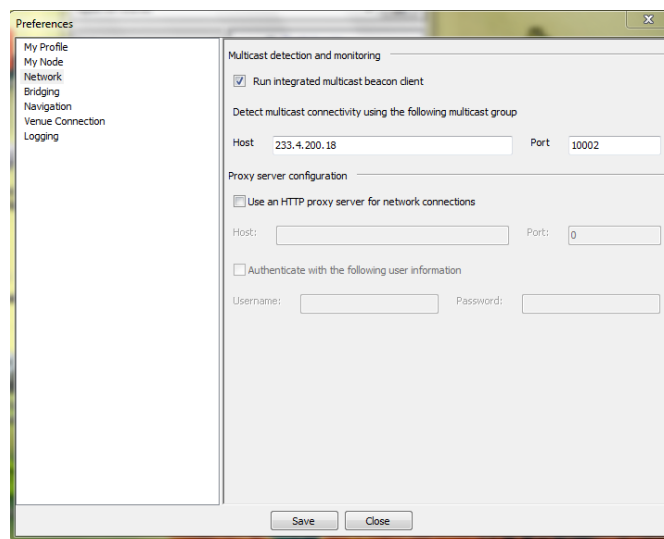 Preferences
My Profile
My Node
Network
Bridging
Navigation
Venue Connection
Logging
Multicast detection and monitoring
Run integrated multicast beacon client
Detect multicast connectivity using the following multicast group
Host 233.4.200.18 Port 10002
Proxy server configuration
Use an HTTP proxy server for network connections
Host: Port: 0
Authenticate with the following user information
Username: Password:
Save Close